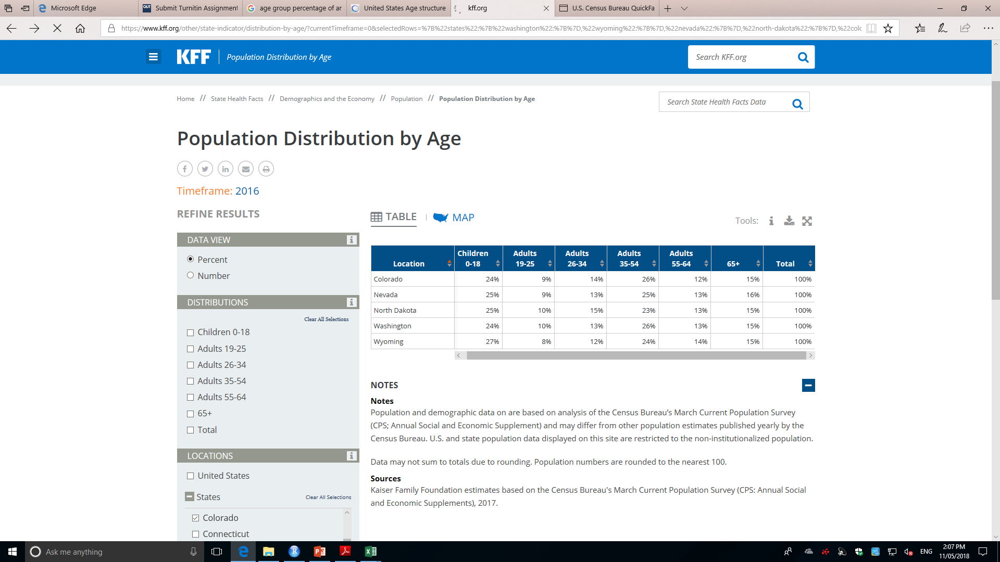 Microsoft Edge
QUT Submit Turnitin Assignment
age group percentage of ar
United States Age structure
kff.org
U.S. Census Bureau QuickFa
https://www.kff.org/other/state-indicator/distribution-by-age/?currentTimeframe=0&selectedRows=%7B%22states%22:%7B%22washington%22:%7B%7D,%22wyoming%22:%7B%7D,%22nevada%22:%7B%7D,%22north-dakota%22:%7B%7D,%22colc
KFF Population Distribution by Age
Search KFF.org
Home // State Health Facts // Demographics and the Economy // Population // Population Distribution by Age
Search State Health Facts Data
Population Distribution by Age
Timeframe: 2016
REFINE RESULTS
DATA VIEW
Percent
Number
DISTRIBUTIONS
Clear All Selections
Children 0-18
Adults 19-25
Adults 26-34
Adults 35-54
Adults 55-64
65+
Total
LOCATIONS
United States
States
Clear All Selections
Colorado
Connecticut
TABLE MAP
Tools:
Location Children 0-18 Adults 19-25 Adults 26-34 Adults 35-54 Adults 55-64 65+ Total
Colorado 24% 9% 14% 26% 12% 15% 100%
Nevada 25% 9% 13% 25% 13% 16% 100%
North Dakota 25% 10% 15% 23% 13% 15% 100%
Washington 24% 10% 13% 26% 13% 15% 100%
Wyoming 27% 8% 12% 24% 14% 15% 100%
NOTES
Notes
Population and demographic data on are based on analysis of the Census Bureau's March Current Population Survey
(CPS; Annual Social and Economic Supplement) and may differ from other population estimates published yearly by the
Census Bureau. U.S. and state population data displayed on this site are restricted to the non-institutionalized population.
Data may not sum to totals due to rounding. Population numbers are rounded to the nearest 100.
Sources
Kaiser Family Foundation estimates based on the Census Bureau's March Current Population Survey (CPS: Annual Social
and Economic Supplements), 2017.
Ask me anything
ENG
2:07 PM
11/05/2018